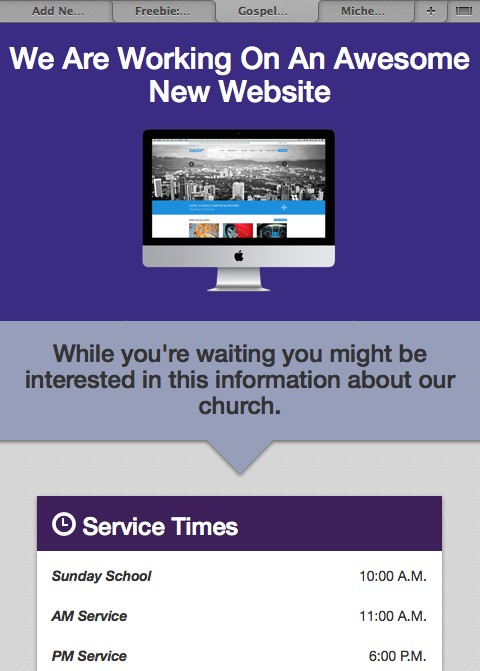 Add Ne...
Freebie:...
Gospel...
Miche...
We Are Working On An Awesome
New Website
While you're waiting you might be
interested in this information about our
church.
Service Times
Sunday School 10:00 A.M.
AM Service 11:00 A.M.
PM Service 6:00 P.M.